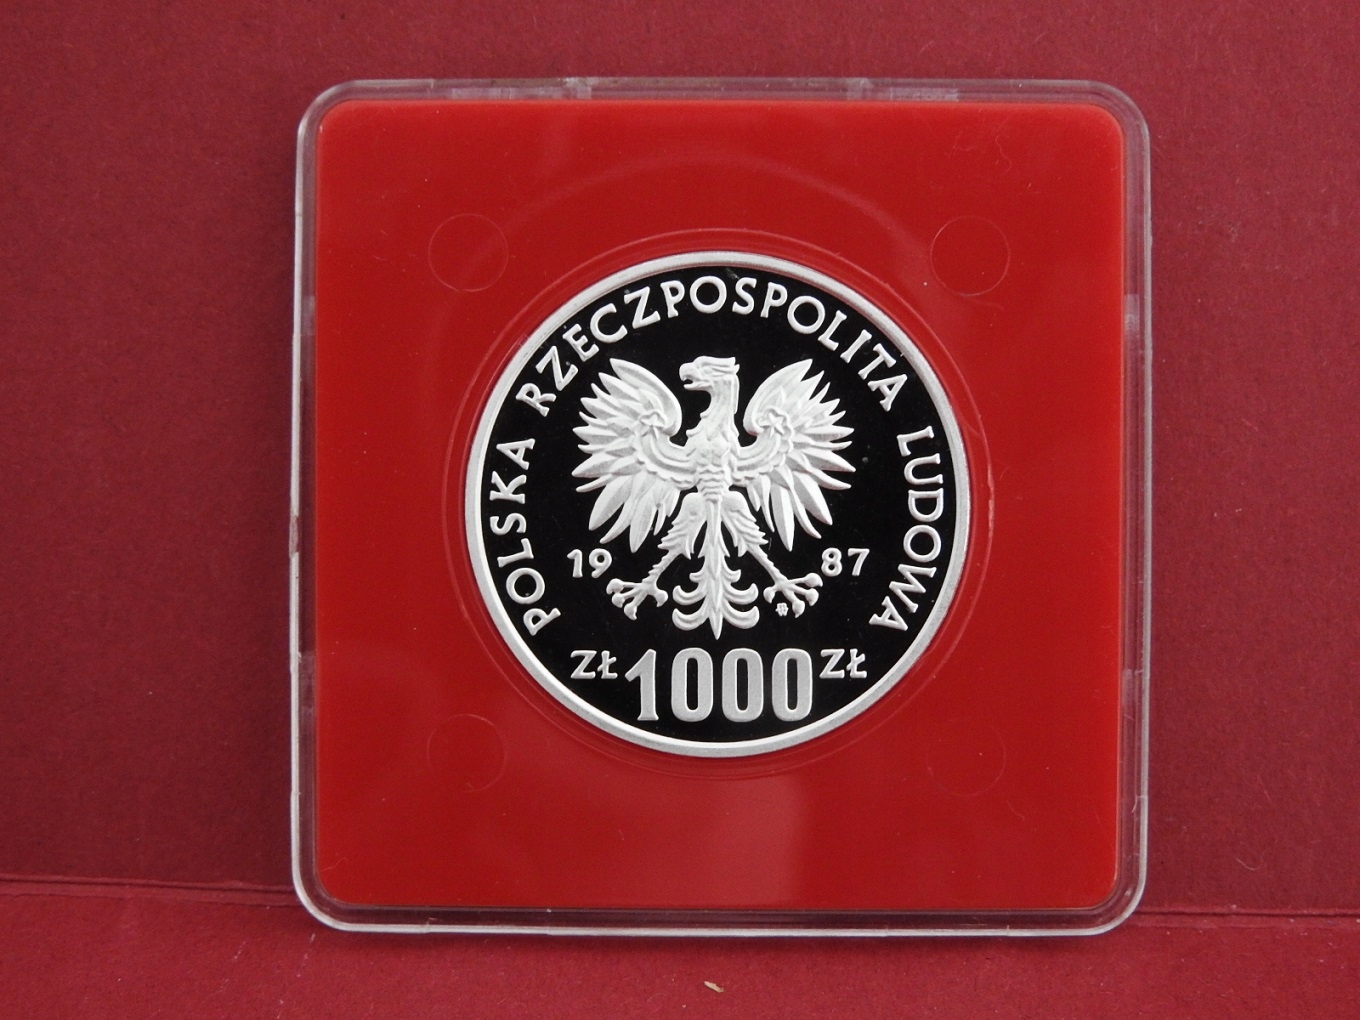 POLSKA RZECZPOSPOLITA LUDOWA
19 87
ZŁ 1000 ZŁ